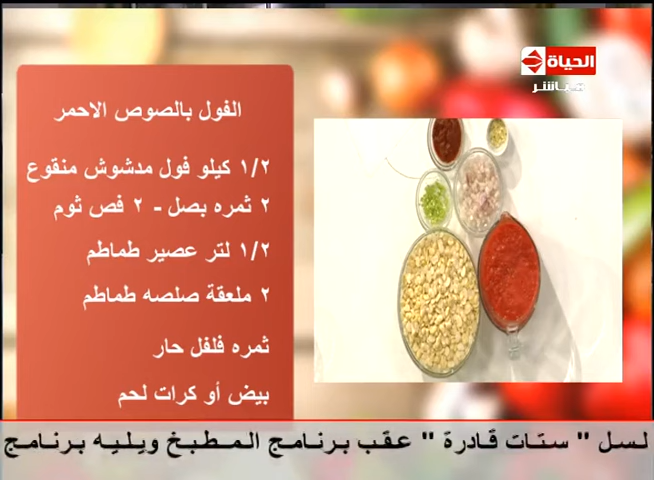 الحياة
مباشر
الفول بالصوص الاحمر
١/٢ كيلو فول مدشوش منقوع
٢ ثمره بصل - ٢ فص ثوم
١/٢ لتر عصير طماطم
٢ ملعقة صلصه طماطم
ثمره فلفل حار
بيض أو كرات لحم
لسل " ستات قادرة " عقب برنامج المطبخ ويليه برنامج